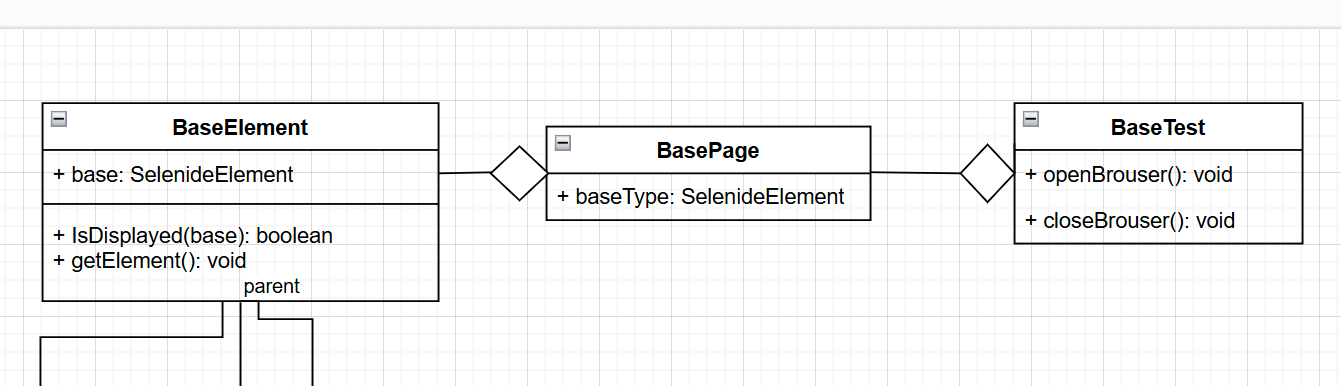 BaseElement
+ base: SelenideElement
+ IsDisplayed(base): boolean
+ getElement(): void
parent
BasePage
+ baseType: SelenideElement
BaseTest
+ openBrouser(): void
+ closeBrouser(): void